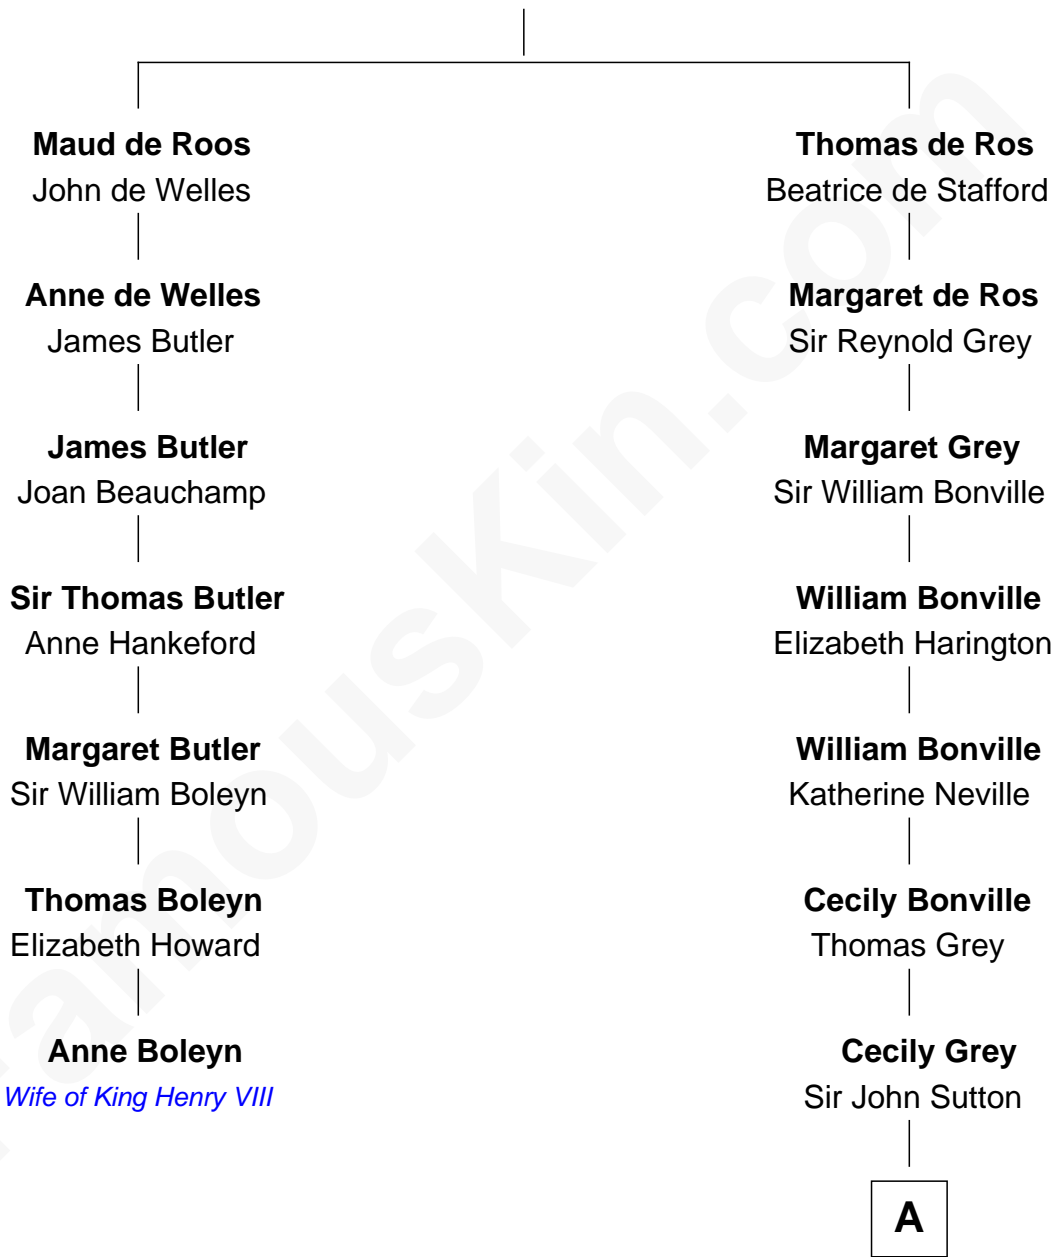 Maud de Roos
John de Welles
Anne de Welles
James Butler
James Butler
Joan Beauchamp
Sir Thomas Butler
Anne Hankeford
Margaret Butler
Sir William Boleyn
Thomas Boleyn
Elizabeth Howard
Anne Boleyn
Wife of King Henry VIII
Thomas de Ros
Beatrice de Stafford
Margaret de Ros
Sir Reynold Grey
Margaret Grey
Sir William Bonville
William Bonville
Elizabeth Harington
William Bonville
Katherine Neville
Cecily Bonville
Thomas Grey
Cecily Grey
Sir John Sutton
A
FamousKin.com